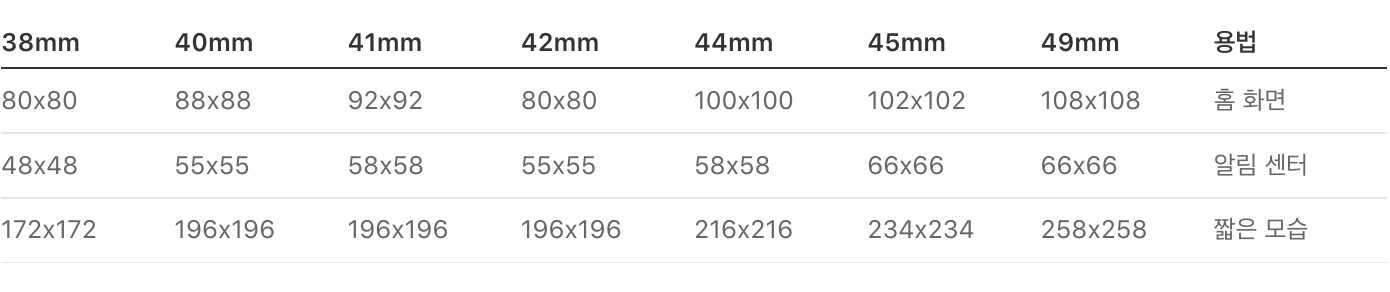 38mm 40mm 41mm 42mm 44mm 45mm 49mm 용법
80x80 88x88 92x92 80x80 100x100 102x102 108x108 홈 화면
48x48 55x55 58x58 55x55 58x58 66x66 66x66 알림 센터
172x172 196x196 196x196 196x196 216x216 234x234 258x258 짧은 모습